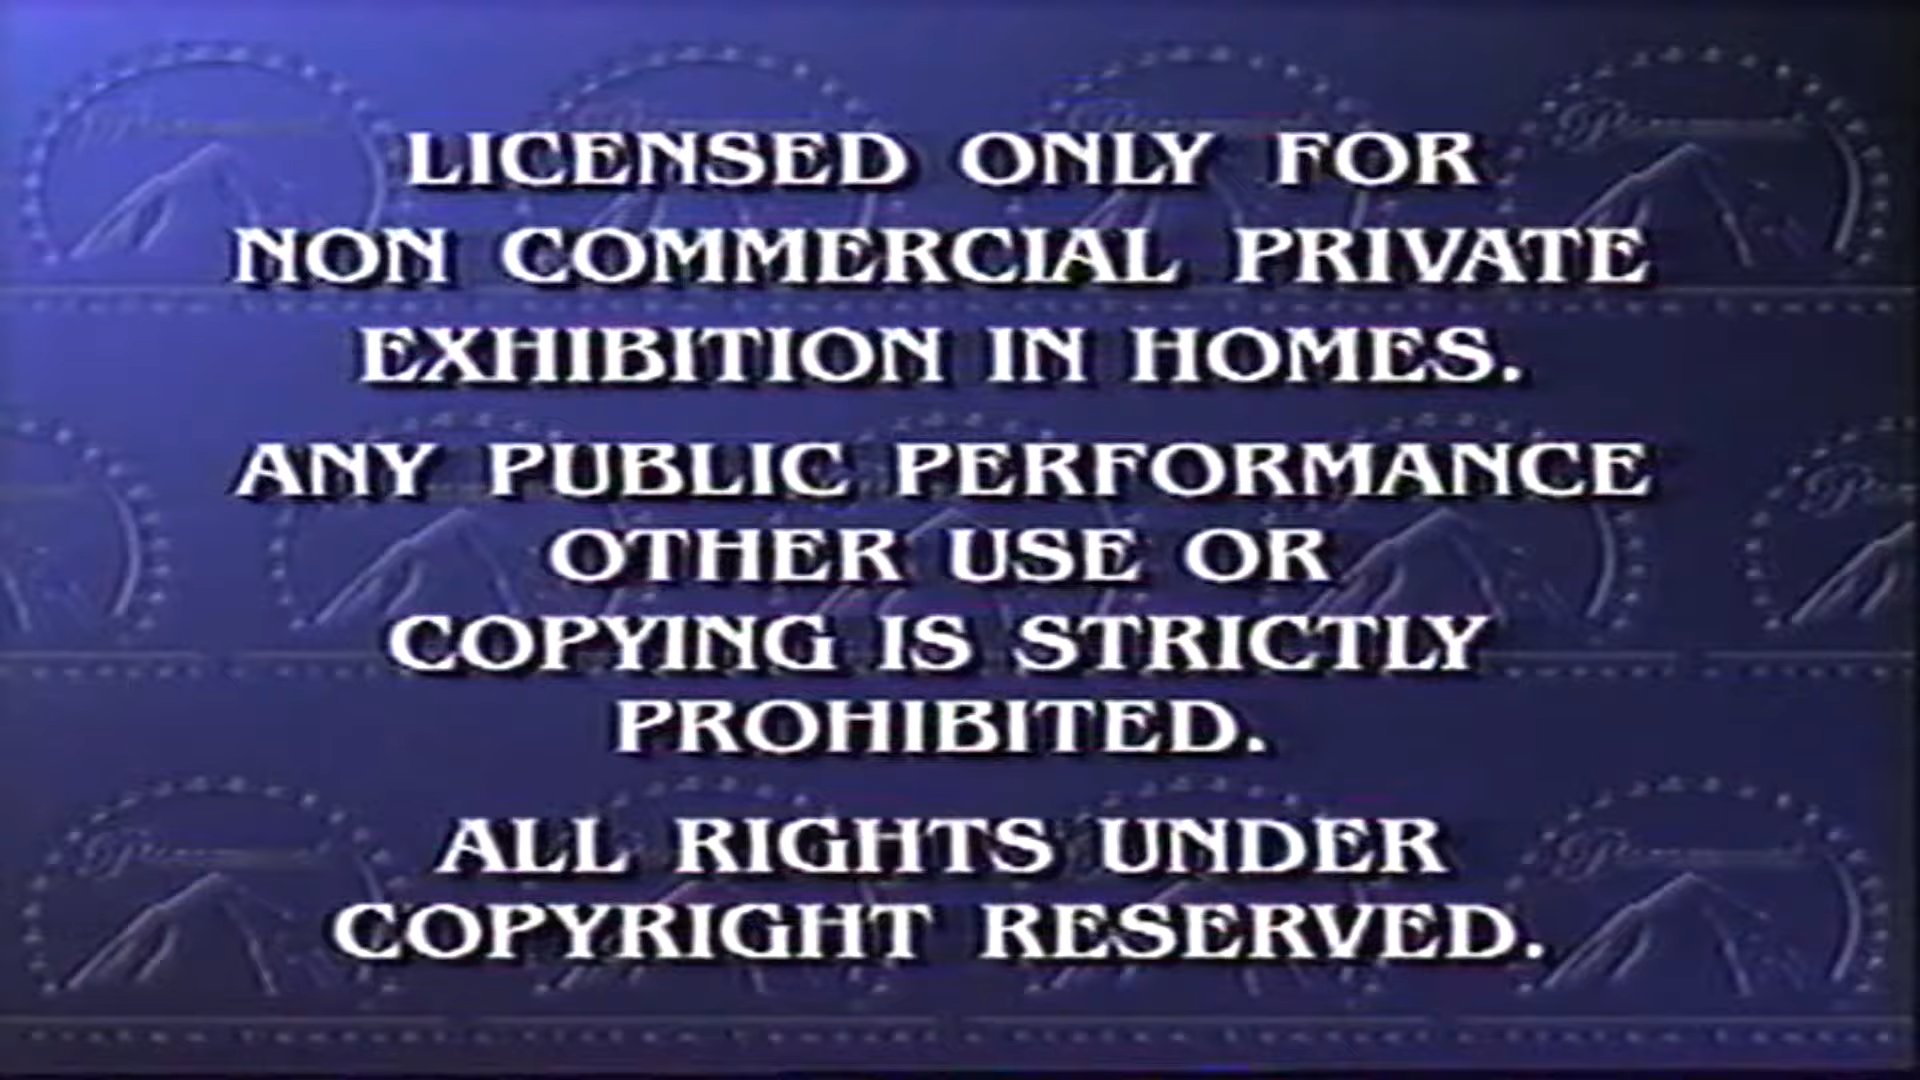 LICENSED ONLY FOR
NON COMMERCIAL PRIVATE
EXHIBITION IN HOMES.
ANY PUBLIC PERFORMANCE
OTHER USE OR
COPYING IS STRICTLY
PROHIBITED.
ALL RIGHTS UNDER
COPYRIGHT RESERVED.